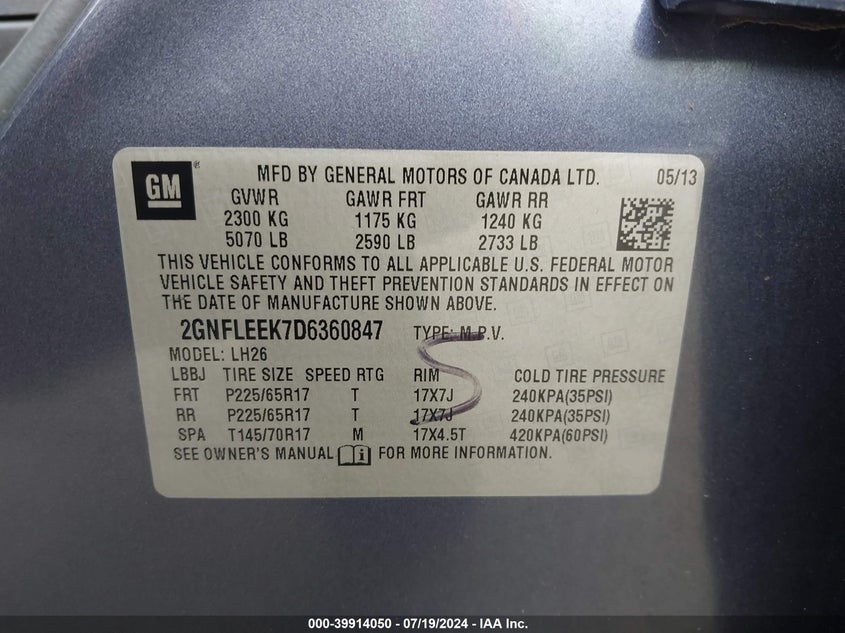 GM ®
MFD BY GENERAL MOTORS OF CANADA LTD. 05/13
GVWR GAWR FRT GAWR RR
2300 KG 1175 KG 1240 KG
5070 LB 2590 LB 2733 LB
THIS VEHICLE CONFORMS TO ALL APPLICABLE U.S. FEDERAL MOTOR
VEHICLE SAFETY AND THEFT PREVENTION STANDARDS IN EFFECT ON
THE DATE OF MANUFACTURE SHOWN ABOVE.
2GNFLEEK7D6360847 TYPE: M.P.V.
MODEL: LH26
LBBJ TIRE SIZE SPEED RTG RIM COLD TIRE PRESSURE
FRT P225/65R17 T 17X7J 240KPA(35PSI)
RR P225/65R17 T 17X7J 240KPA(35PSI)
SPA T145/70R17 M 17X4.5T 420KPA(60PSI)
SEE OWNER'S MANUAL i FOR MORE INFORMATION.
000-39914050 / 07/19/2024 - IAA Inc.